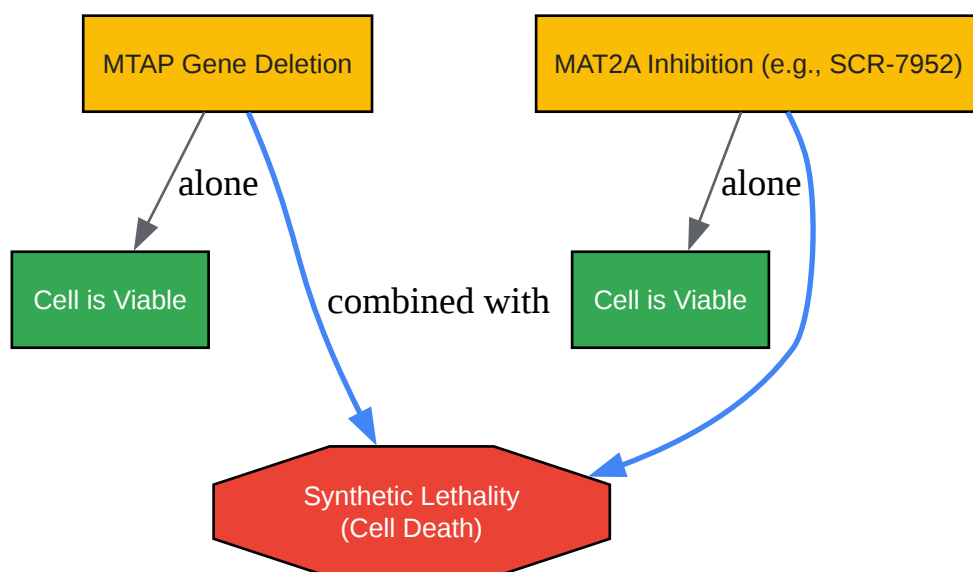 MTAP Gene Deletion
MAT2A Inhibition (e.g., SCR-7952)
alone
alone
Cell is Viable
Cell is Viable
combined with
Synthetic Lethality
(Cell Death)